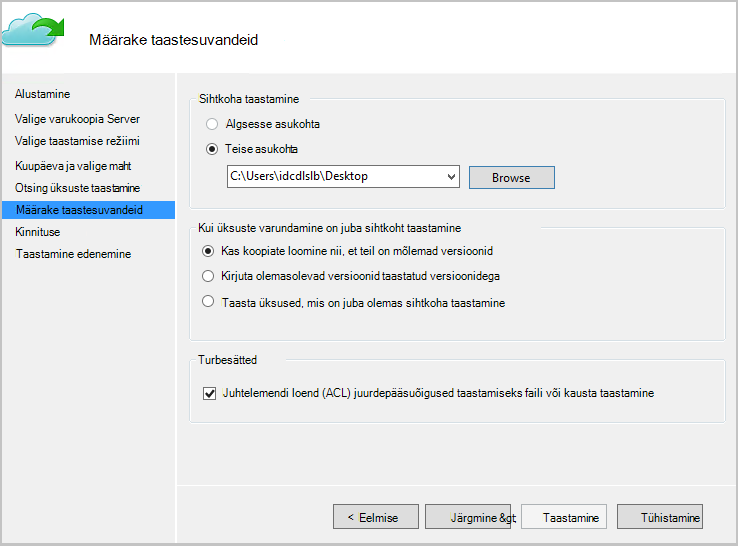 Määrake taastesuvandeid
Alustamine
Valige varukoopia Server
Valige taastamise režiimi
Kuupäeva ja valige maht
Otsing üksuste taastamine
Määrake taastesuvandeid
Kinnituse
Taastamine edenemine
Sihtkoha taastamine
Algsesse asukohta
Teise asukohta
C:\Users\idcdlslb\Desktop
Browse
Kui üksuste varundamine on juba sihtkoht taastamine
Kas koopiate loomine nii, et teil on mõlemad versioonid
Kirjuta olemasolevad versioonid taastatud versioonidega
Taasta üksused, mis on juba olemas sihtkoha taastamine
Turbesätted
Juhtelemendi loend (ACL) juurdepääsuõigused taastamiseks faili või kausta taastamine
< Eelmise
Järgmine &gt;
Taastamine
Tühistamine